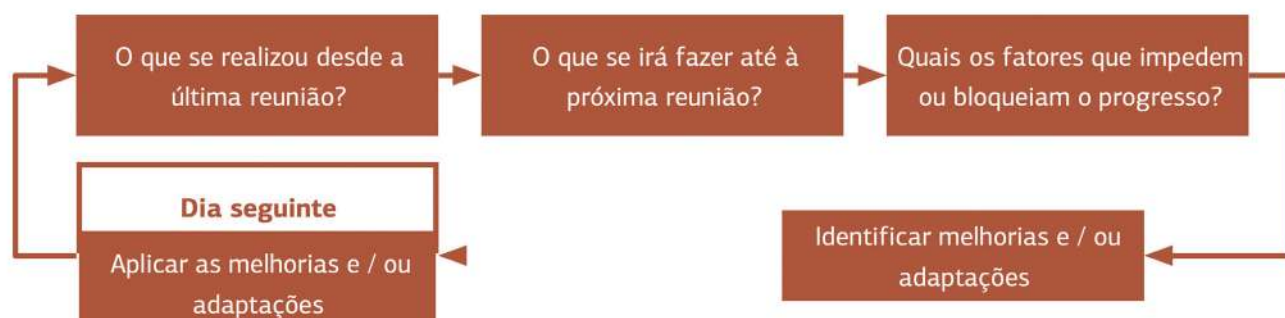 O que se realizou desde a
última reunião?
O que se irá fazer até à
próxima reunião?
Quais os fatores que impedem
ou bloqueiam o progresso?
Dia seguinte
Aplicar as melhorias e / ou
adaptações
Identificar melhorias e / ou
adaptações